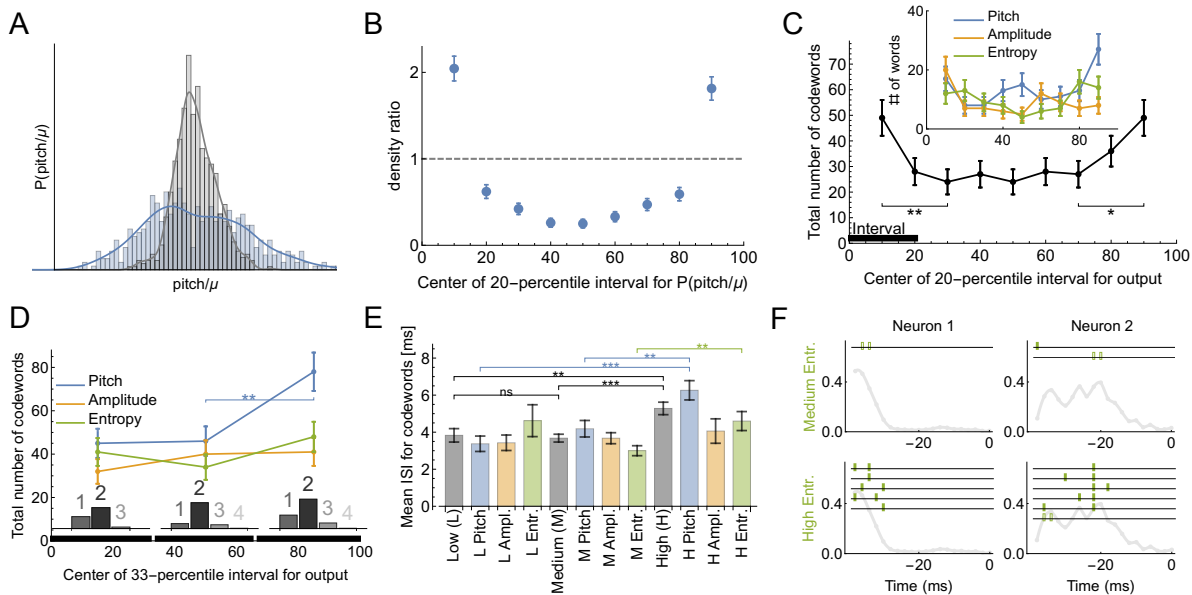 A
P(pitch/μ)
pitch/μ
B
density ratio
2
1
0
0 20 40 60 80 100
Center of 20−percentile interval for P(pitch/μ)
C
Pitch
Amplitude
Entropy
# of words
40
20
0
0 40 80
Total number of codewords
70
60
50
40
30
20
10
0
** *
Interval
0 20 40 60 80 100
Center of 20−percentile interval for output
D
Total number of codewords
80
60
40
20
0
Pitch
Amplitude
Entropy
**
1 2 3
1 2 3 4
1 2 3 4
0 20 40 60 80 100
Center of 33−percentile interval for output
E
Mean ISI for codewords [ms]
8
6
4
2
0
**
**
***
**
***
ns
Low (L)
L Pitch
L Ampl.
L Entr.
Medium (M)
M Pitch
M Ampl.
M Entr.
High (H)
H Pitch
H Ampl.
H Entr.
F
Neuron 1 Neuron 2
Medium Entr.
0.4
0.0
−20 0 −20 0
High Entr.
0.4
0.0
−20 0 −20 0
Time (ms) Time (ms)